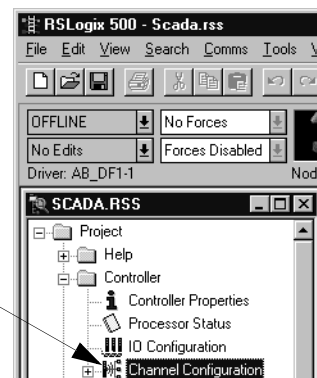 RSLogix 500 - Scada.rss
File Edit View Search Comms Tools
OFFLINE No Forces
No Edits Forces Disabled
Driver: AB_DF1-1 Nod
SCADA.RSS
Project
Help
Controller
Controller Properties
Processor Status
IO Configuration
Channel Configuration